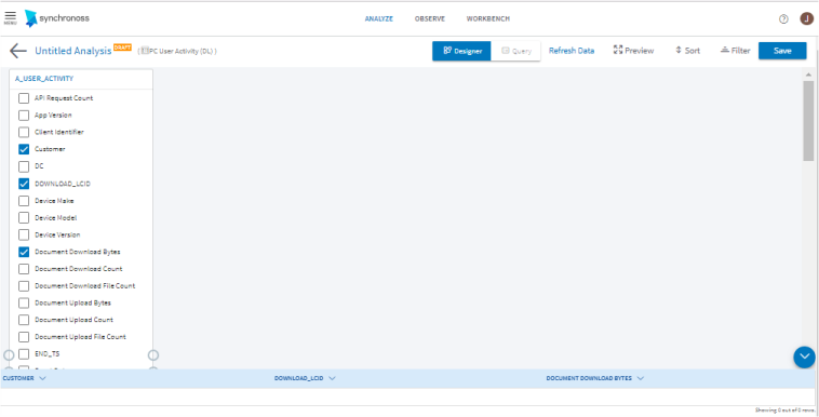 MENU synchronoss ANALYZE OBSERVE WORKBENCH ? J
Untitled Analysis DRAFT ( PC User Activity (DL) ) Designer Query Refresh Data Preview Sort Filter Save
A_USER_ACTIVITY
API Request Count
App Version
Client Identifier
Customer
DC
DOWNLOAD_LCID
Device Make
Device Model
Device Version
Document Download Bytes
Document Download Count
Document Download File Count
Document Upload Bytes
Document Upload Count
Document Upload File Count
END_TS
CUSTOMER DOWNLOAD_LCID DOCUMENT DOWNLOAD BYTES
Showing 0 out of 0 rows